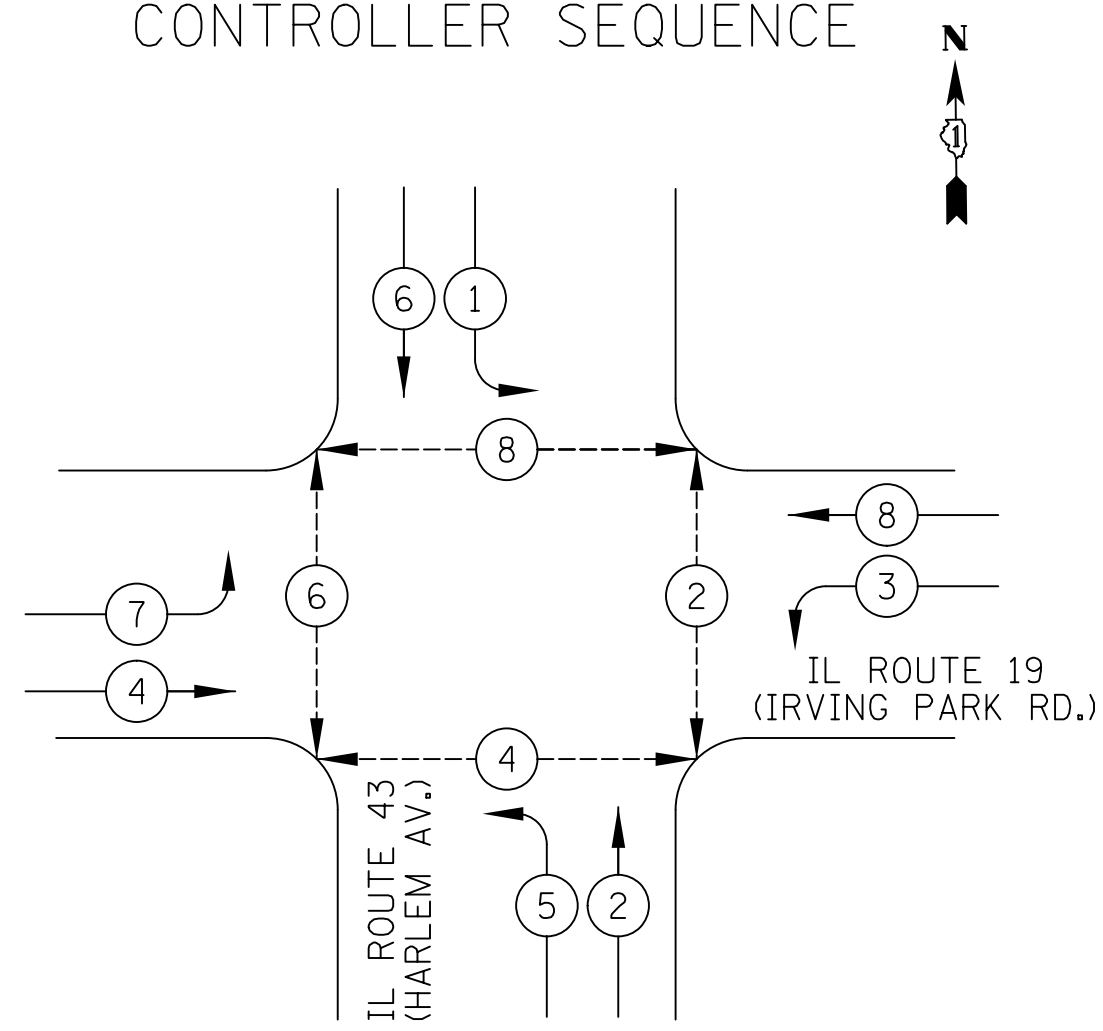 CONTROLLER SEQUENCE
N
1
6
1
8
8
7
6
2
3
4
IL ROUTE 19
(IRVING PARK RD.)
4
IL ROUTE 43
(HARLEM AV.)
5
2